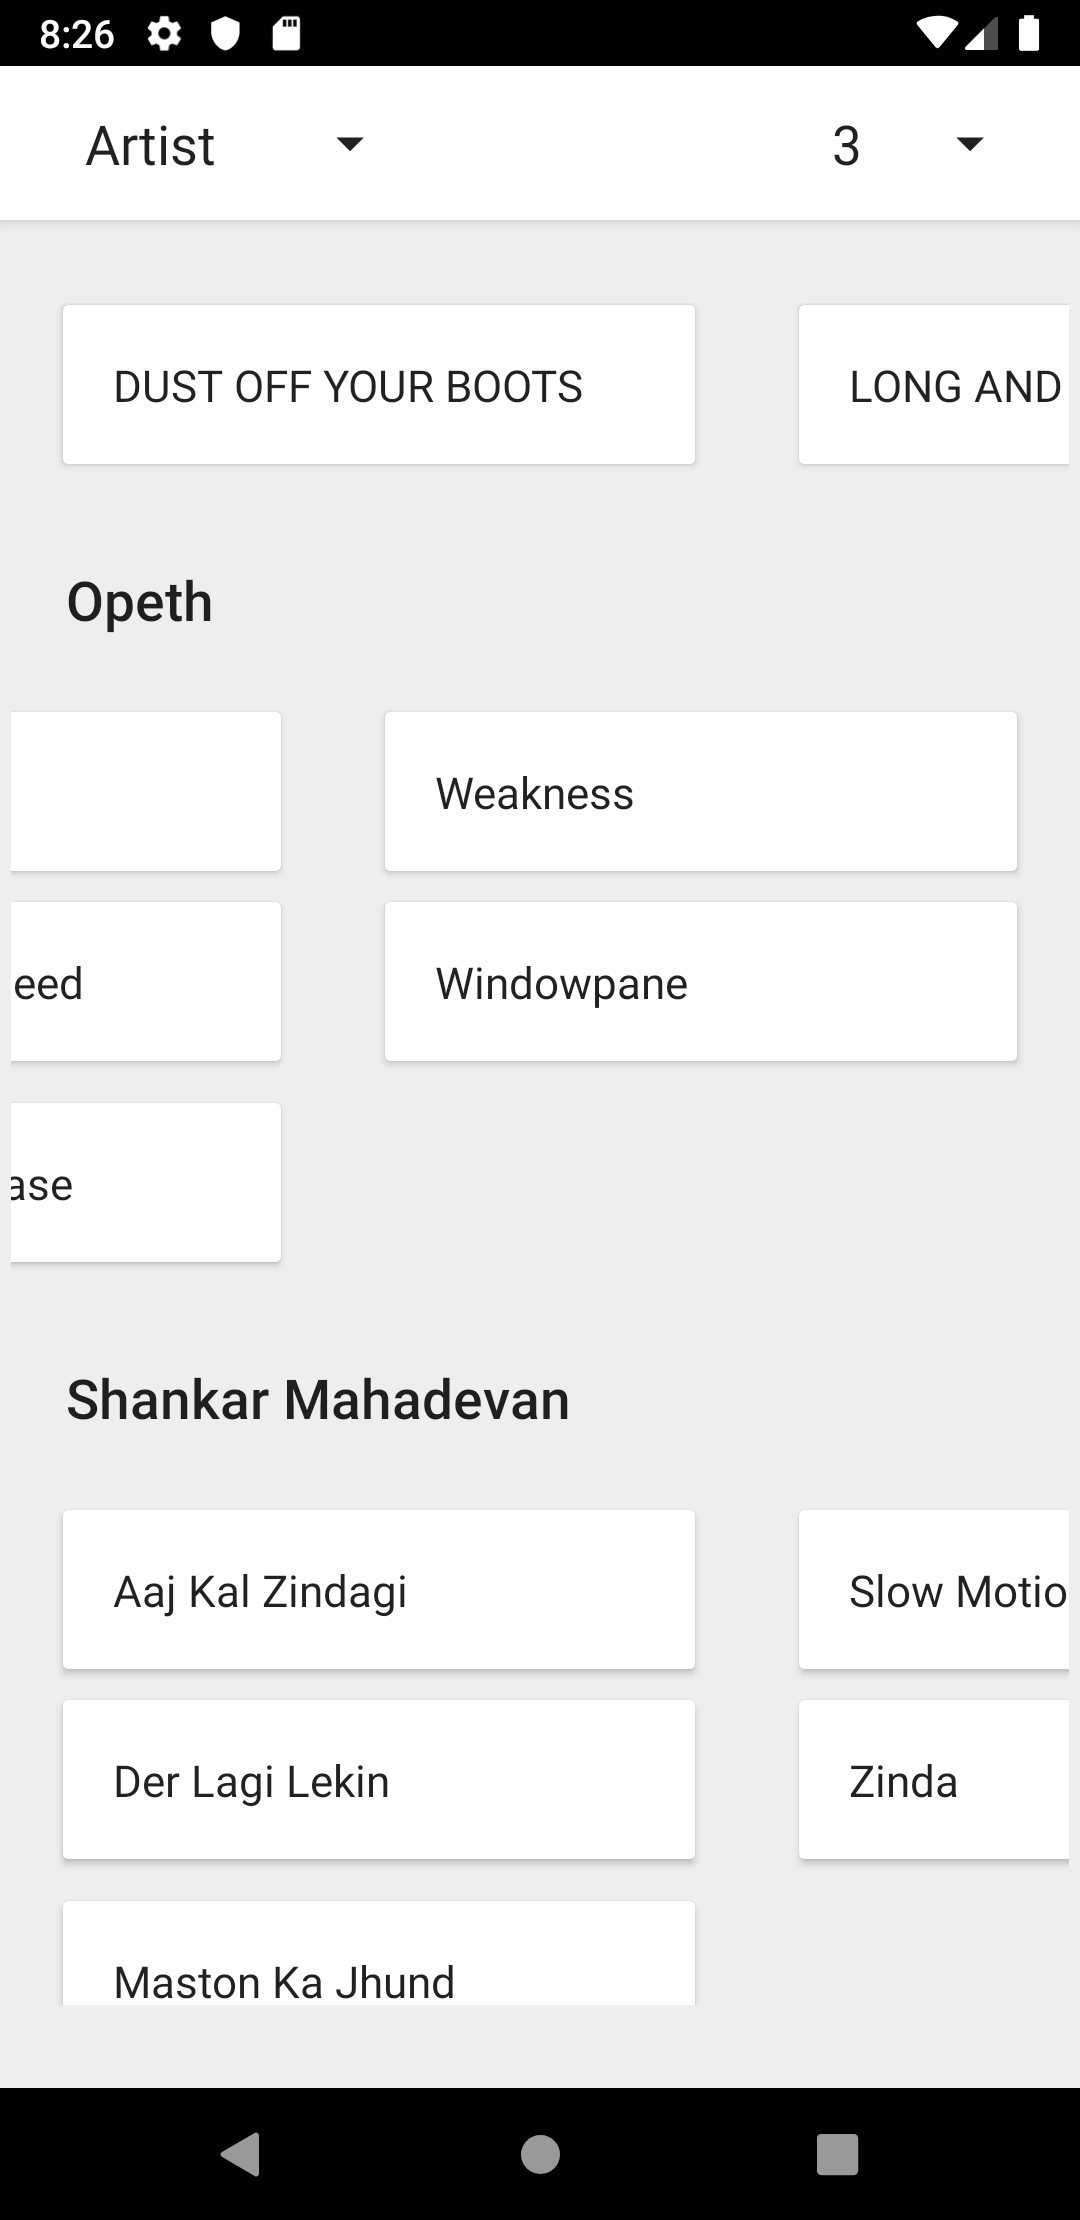 8:26
Artist
3
DUST OFF YOUR BOOTS
LONG AND
Opeth
Weakness
eed
Windowpane
ase
Shankar Mahadevan
Aaj Kal Zindagi
Slow Motio
Der Lagi Lekin
Zinda
Maston Ka Jhund